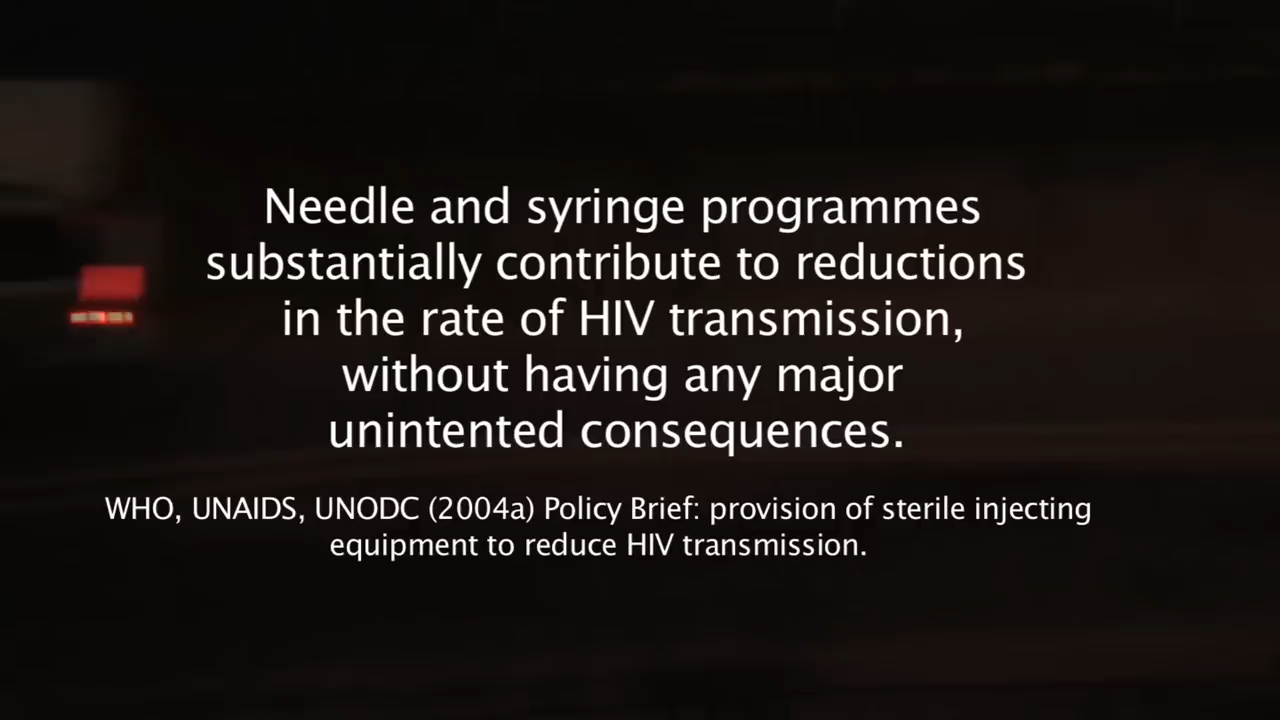 Needle and syringe programmes
substantially contribute to reductions
in the rate of HIV transmission,
without having any major
unintented consequences.
WHO, UNAIDS, UNODC (2004a) Policy Brief: provision of sterile injecting
equipment to reduce HIV transmission.